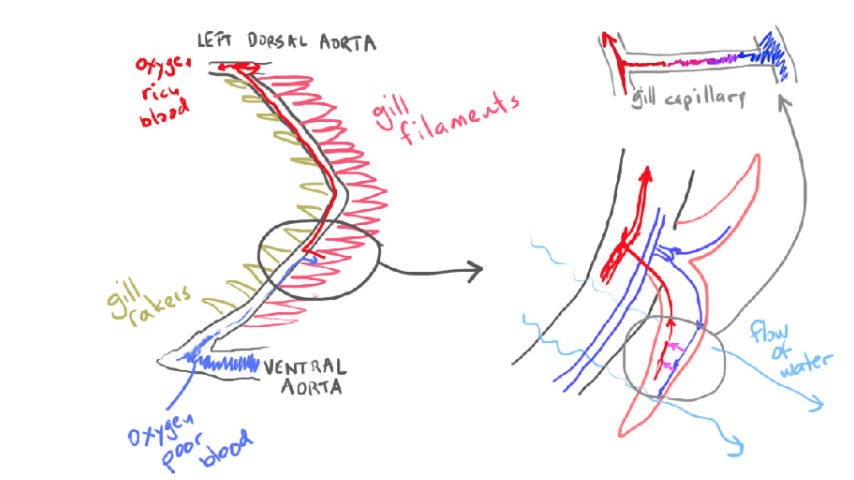 LEFT DORSAL AORTA
oxygen
rich
blood
gill
filaments
gill capillary
gill
rakers
flow
of
water
VENTRAL
AORTA
oxygen
poor
blood